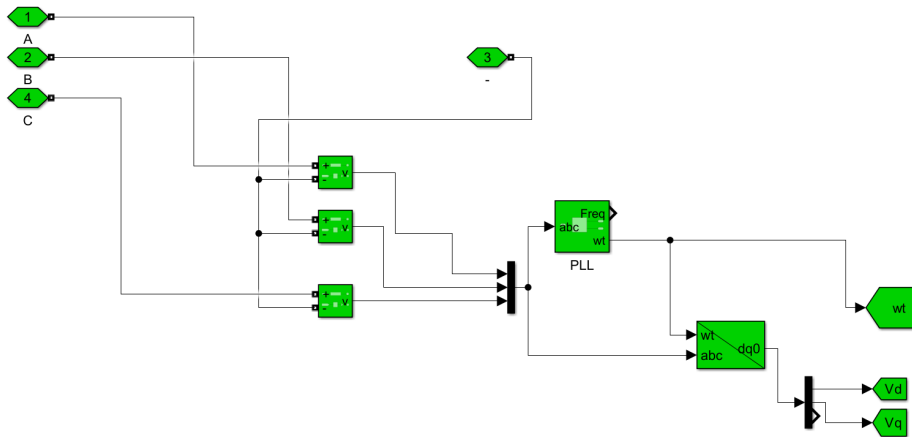 1
A
2
B
4
C
3
-
+
-
v
+
-
v
+
-
v
Freq
abc
wt
PLL
wt
wt
abc
dq0
Vd
Vq